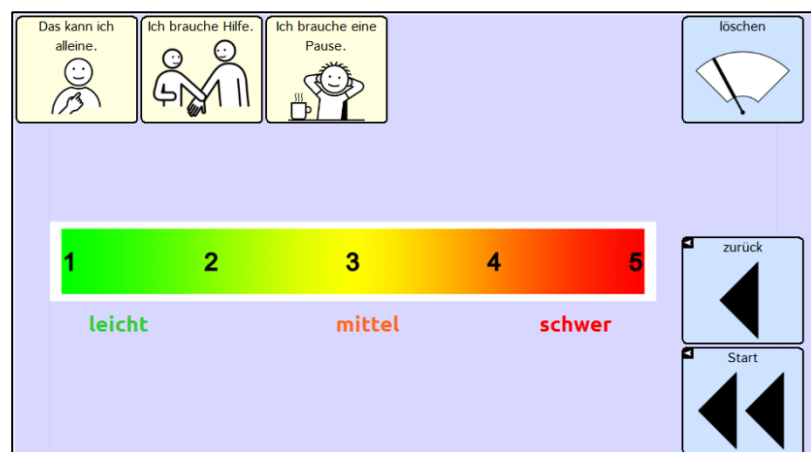 Das kann ich
alleine.
Ich brauche Hilfe.
Ich brauche eine
Pause.
löschen
1 2 3 4 5
leicht mittel schwer
zurück
Start